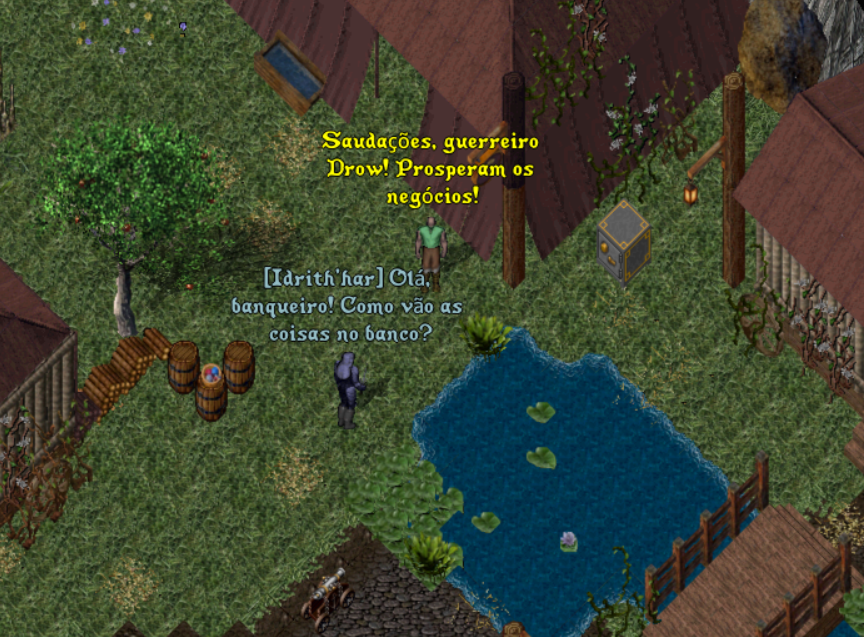 Saudações, guerreiro
Drow! Prosperam os
negócios!
[Idrith'har] Olá,
banqueiro! Como vão as
coisas no banco?